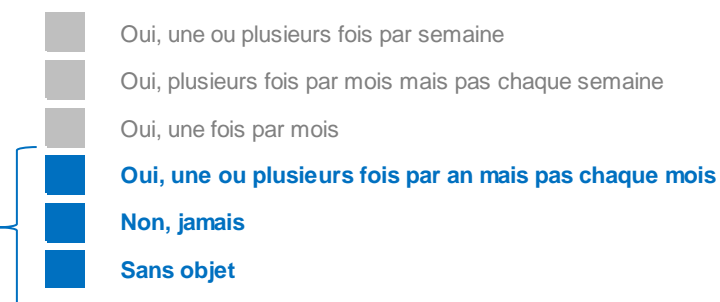 Oui, une ou plusieurs fois par semaine
Oui, plusieurs fois par mois mais pas chaque semaine
Oui, une fois par mois
Oui, une ou plusieurs fois par an mais pas chaque mois
Non, jamais
Sans objet